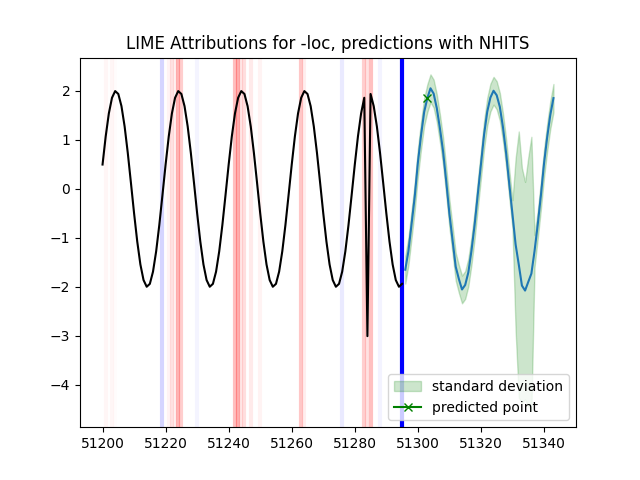 LIME Attributions for -loc, predictions with NHITS
2
1
0
−1
−2
−3
−4
standard deviation
predicted point
51200 51220 51240 51260 51280 51300 51320 51340